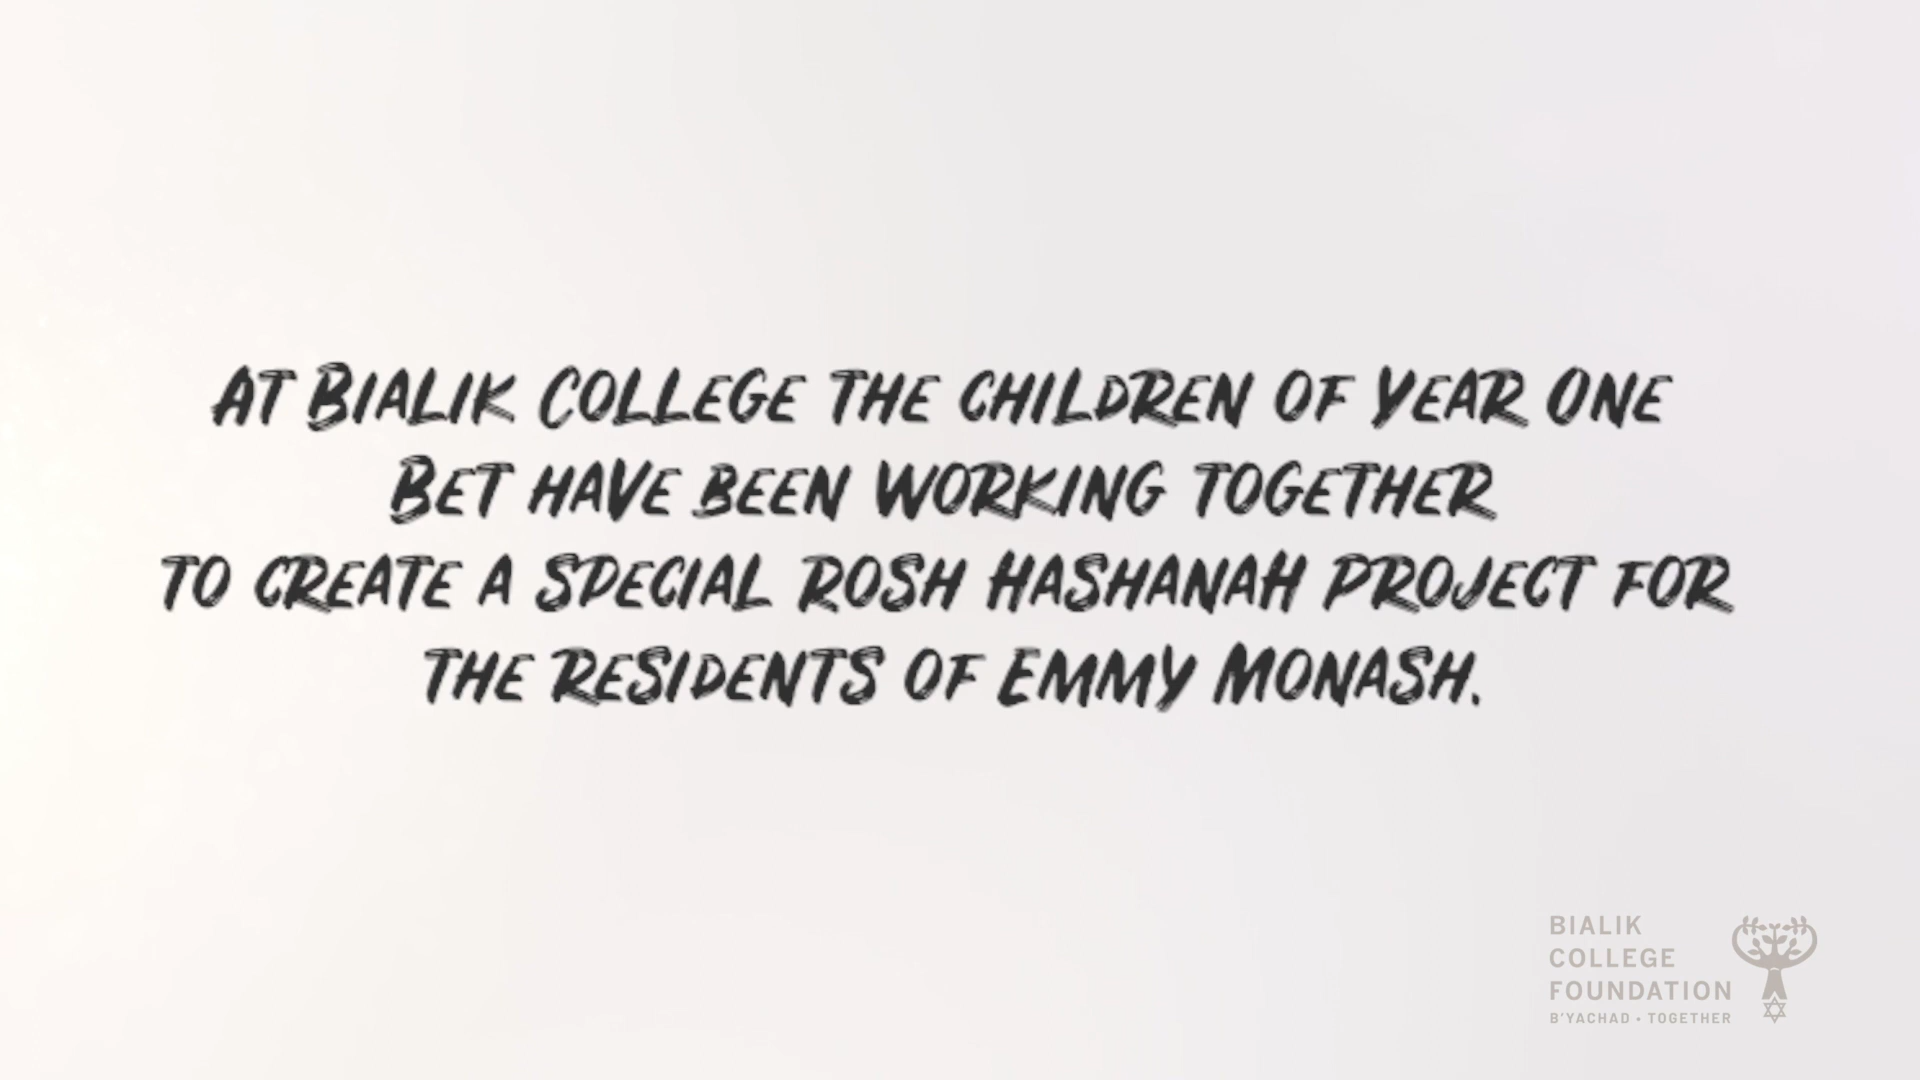 At Bialik College the children of Year One
Bet have been working together
to create a special Rosh Hashanah project for
the residents of Emmy Monash.
BIALIK
COLLEGE
FOUNDATION
B'YACHAD • TOGETHER